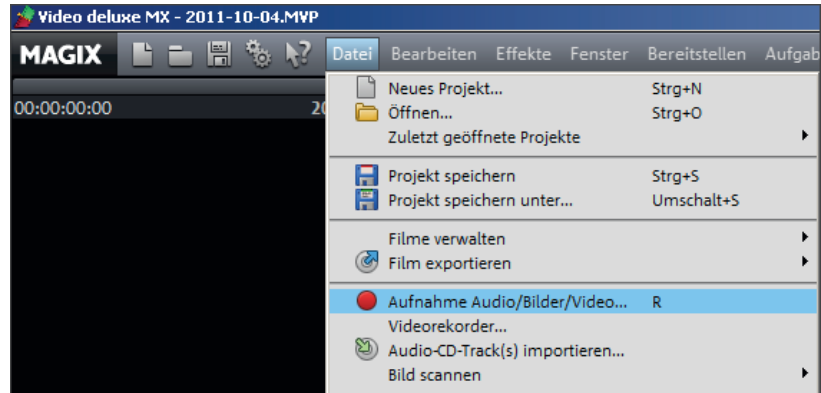 Video deluxe MX - 2011-10-04.MVP
MAGIX Datei Bearbeiten Effekte Fenster Bereitstellen Aufgab
00:00:00:00 20
Neues Projekt... Strg+N
Öffnen... Strg+O
Zuletzt geöffnete Projekte
Projekt speichern Strg+S
Projekt speichern unter... Umschalt+S
Filme verwalten
Film exportieren
Aufnahme Audio/Bilder/Video... R
Videorekorder...
Audio-CD-Track(s) importieren...
Bild scannen